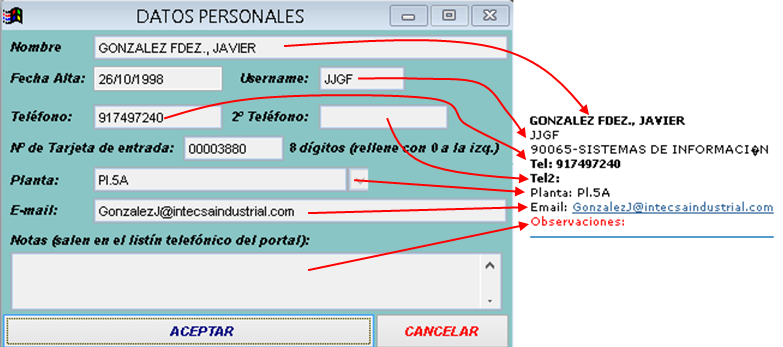 DATOS PERSONALES
Nombre GONZALEZ FDEZ., JAVIER
Fecha Alta: 26/10/1998 Username: JJGF
Teléfono: 917497240 2º Teléfono:
Nº de Tarjeta de entrada: 00003880 8 dígitos (rellene con 0 a la izq.)
Planta: Pl.5A
E-mail: GonzalezJ@intecsaindustrial.com
Notas (salen en el listín telefónico del portal):
ACEPTAR CANCELAR
GONZALEZ FDEZ., JAVIER
JJGF
90065-SISTEMAS DE INFORMACI�N
Tel: 917497240
Tel2:
Planta: Pl.5A
Email: GonzalezJ@intecsaindustrial.com
Observaciones: